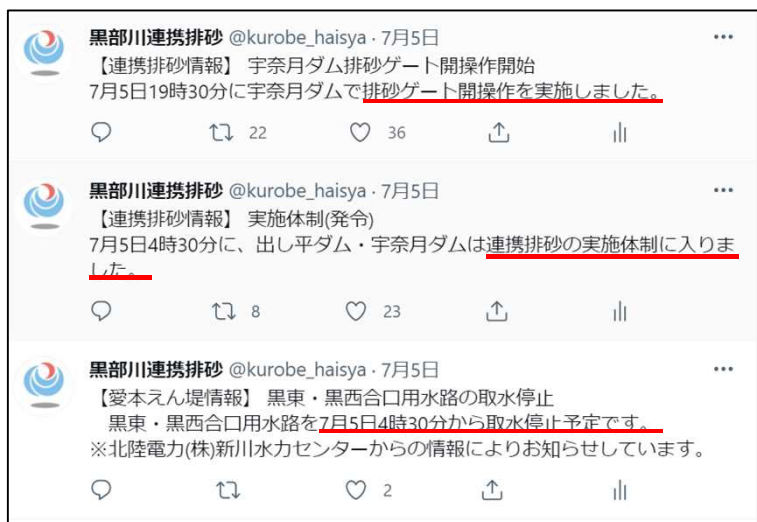 黒部川連携排砂 @kurobe_haisya · 7月5日
【連携排砂情報】 宇奈月ダム排砂ゲート開操作開始
7月5日19時30分に宇奈月ダムで排砂ゲート開操作を実施しました。
22 36
黒部川連携排砂 @kurobe_haisya · 7月5日
【連携排砂情報】 実施体制(発令)
7月5日4時30分に、出し平ダム・宇奈月ダムは連携排砂の実施体制に入りま
した。
8 23
黒部川連携排砂 @kurobe_haisya · 7月5日
【愛本えん堤情報】 黒東・黒西合口用水路の取水停止
黒東・黒西合口用水路を7月5日4時30分から取水停止予定です。
※北陸電力(株)新川水力センターからの情報によりお知らせしています。
2